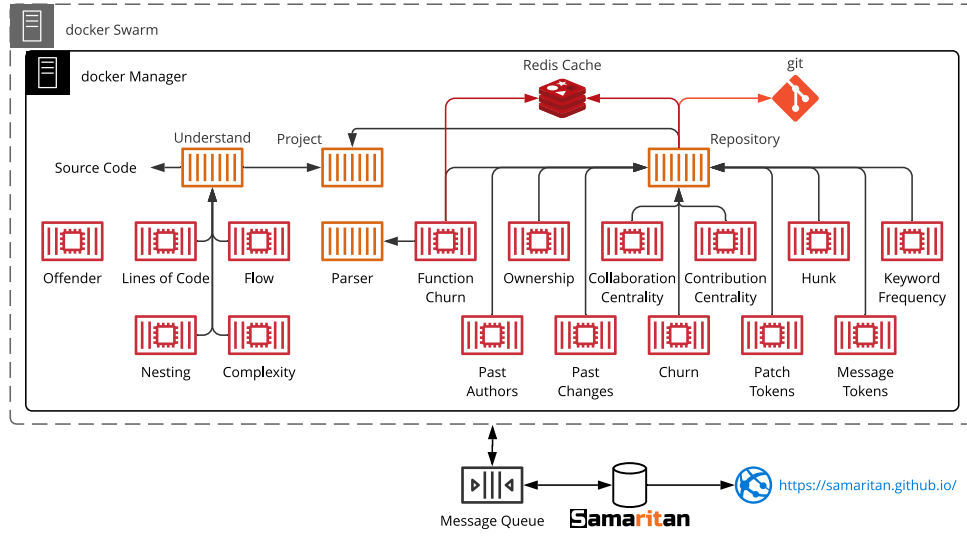 docker Swarm
docker Manager
Redis Cache
git
Understand
Project
Repository
Source Code
Offender
Lines of Code
Flow
Parser
Function
Churn
Ownership
Collaboration
Centrality
Contribution
Centrality
Hunk
Keyword
Frequency
Nesting
Complexity
Past
Authors
Past
Changes
Churn
Patch
Tokens
Message
Tokens
Message Queue
Samaritan
https://samaritan.github.io/